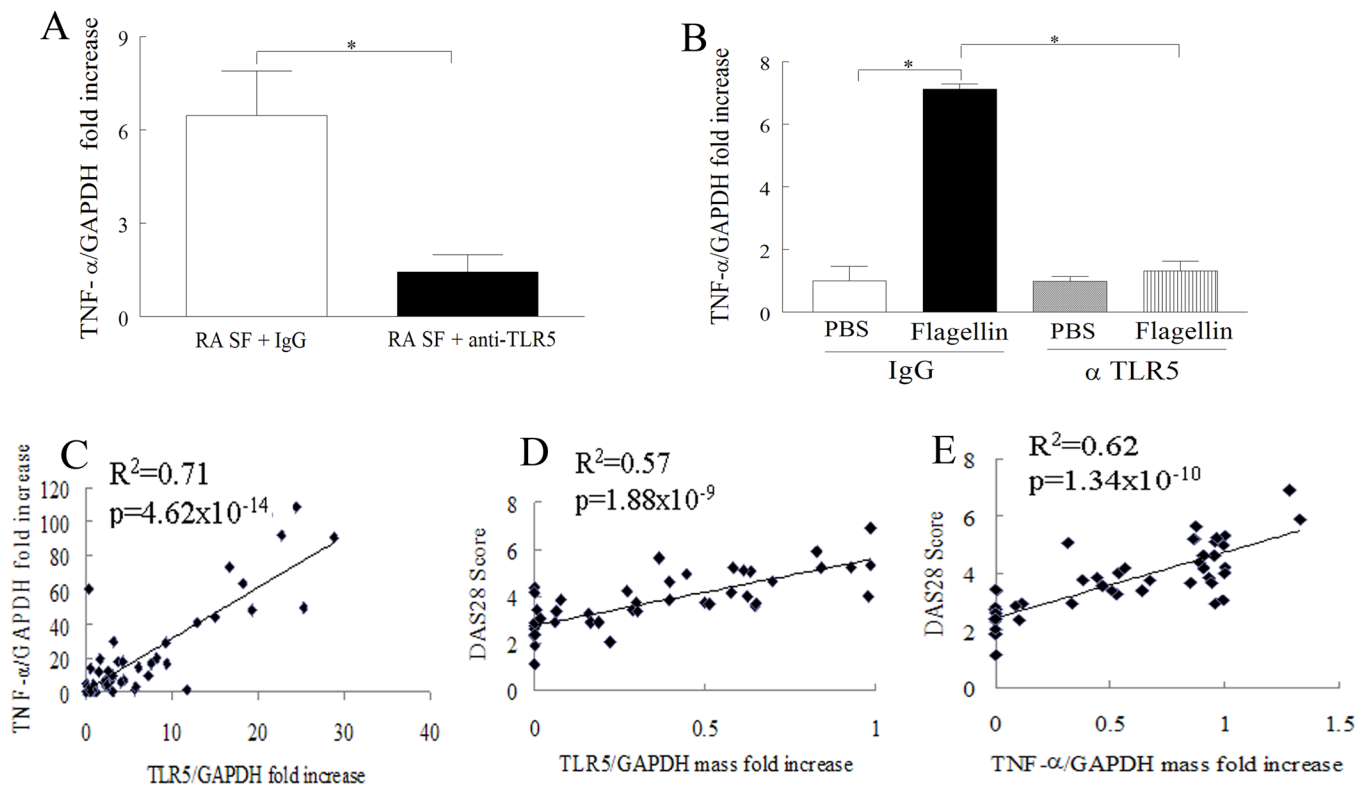 A
TNF- α/GAPDH fold increase
9
6
3
0
*
RA SF + IgG
RA SF + anti-TLR5
B
TNF-α/GAPDH fold increase
8
6
4
2
0
*
*
PBS
Flagellin
PBS
Flagellin
IgG
α TLR5
C
R²=0.71
p=4.62x10⁻¹⁴
TNF-α/GAPDH fold increase
120
100
80
60
40
20
0
0 10 20 30 40
TLR5/GAPDH fold increase
D
R²=0.57
p=1.88x10⁻⁹
DAS28 Score
8
6
4
2
0
0 0.5 1
TLR5/GAPDH mass fold increase
E
R²=0.62
p=1.34x10⁻¹⁰
DAS28 Score
8
6
4
2
0
0 0.5 1 1.5
TNF-α/GAPDH mass fold increase